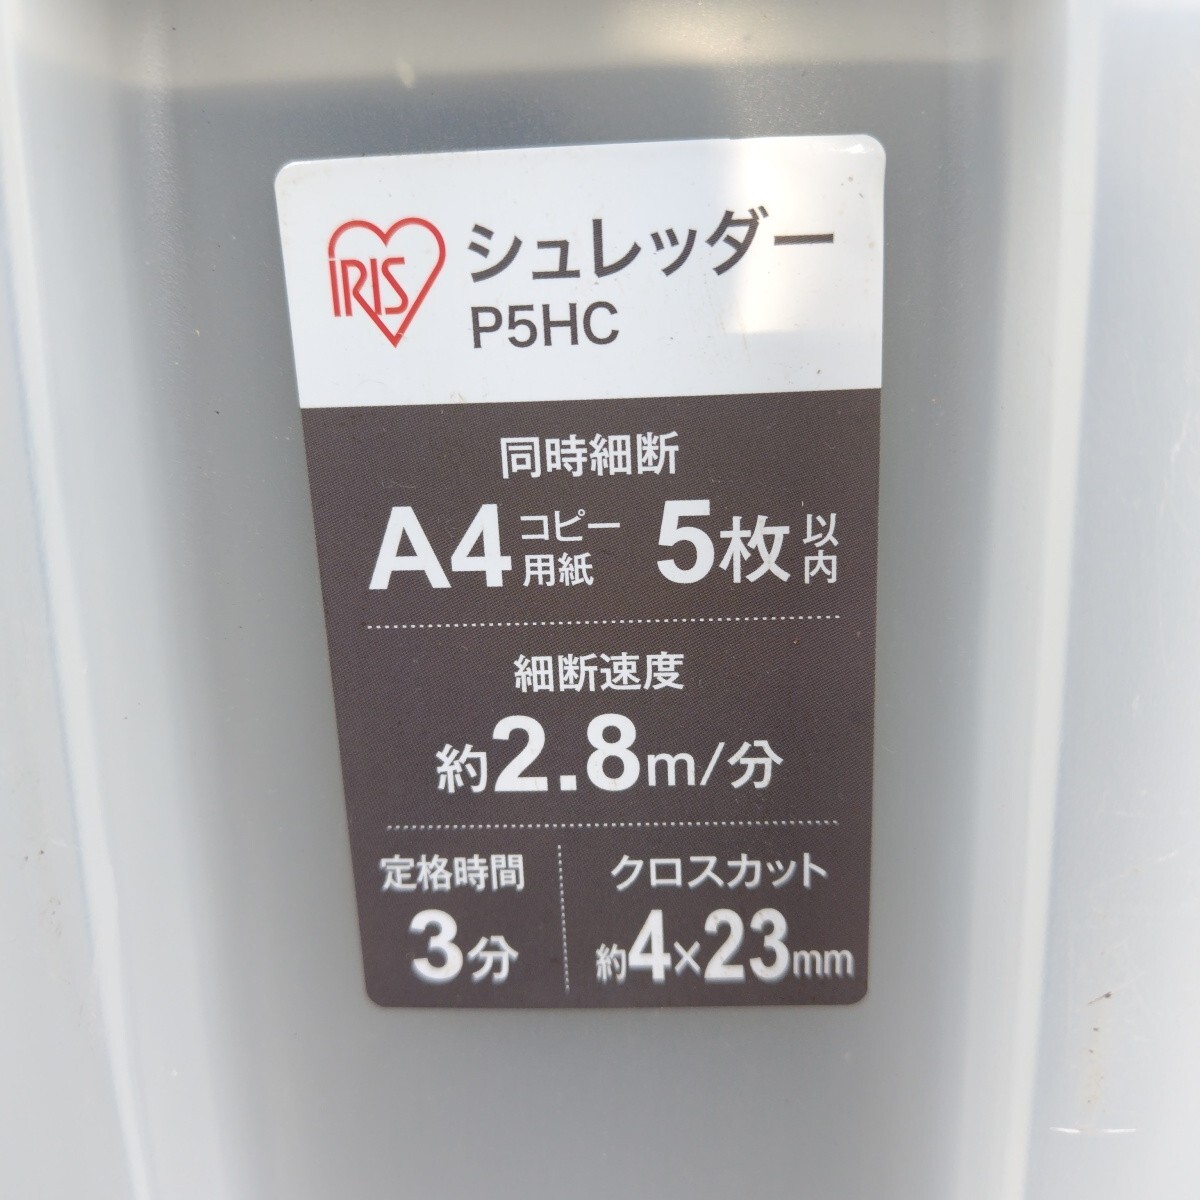 IRIS
シュレッダー
P5HC
同時細断
A4コピー用紙 5枚以内
細断速度
約2.8m/分
定格時間
3分
クロスカット
約4×23mm